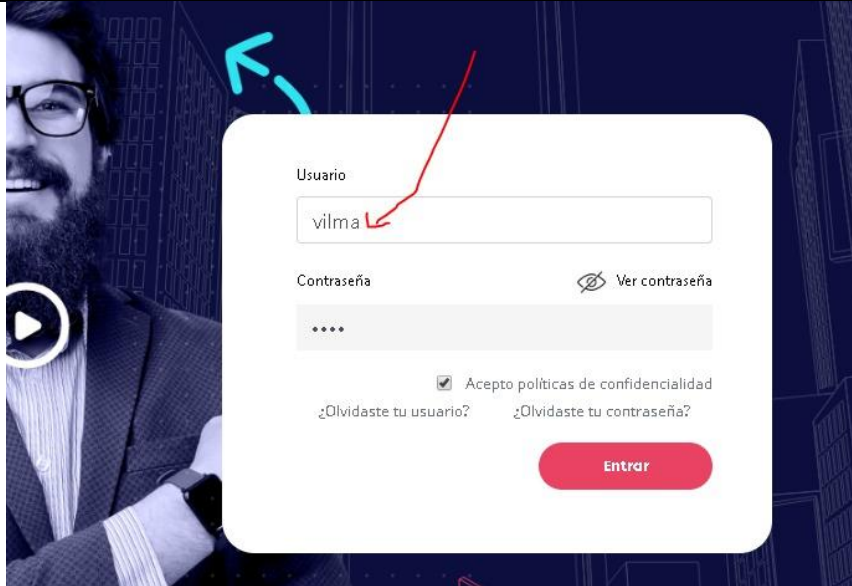 Usuario
vilma
Contraseña
Ver contraseña
••••
Acepto políticas de confidencialidad
¿Olvidaste tu usuario? ¿Olvidaste tu contraseña?
Entrar